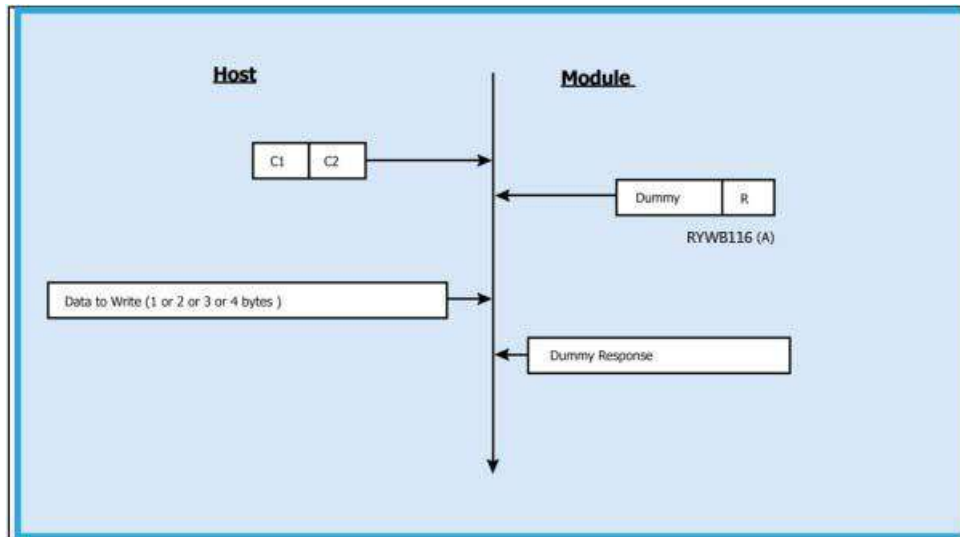 Host
Module
C1 C2
Dummy R
RYWB116 (A)
Data to Write (1 or 2 or 3 or 4 bytes )
Dummy Response